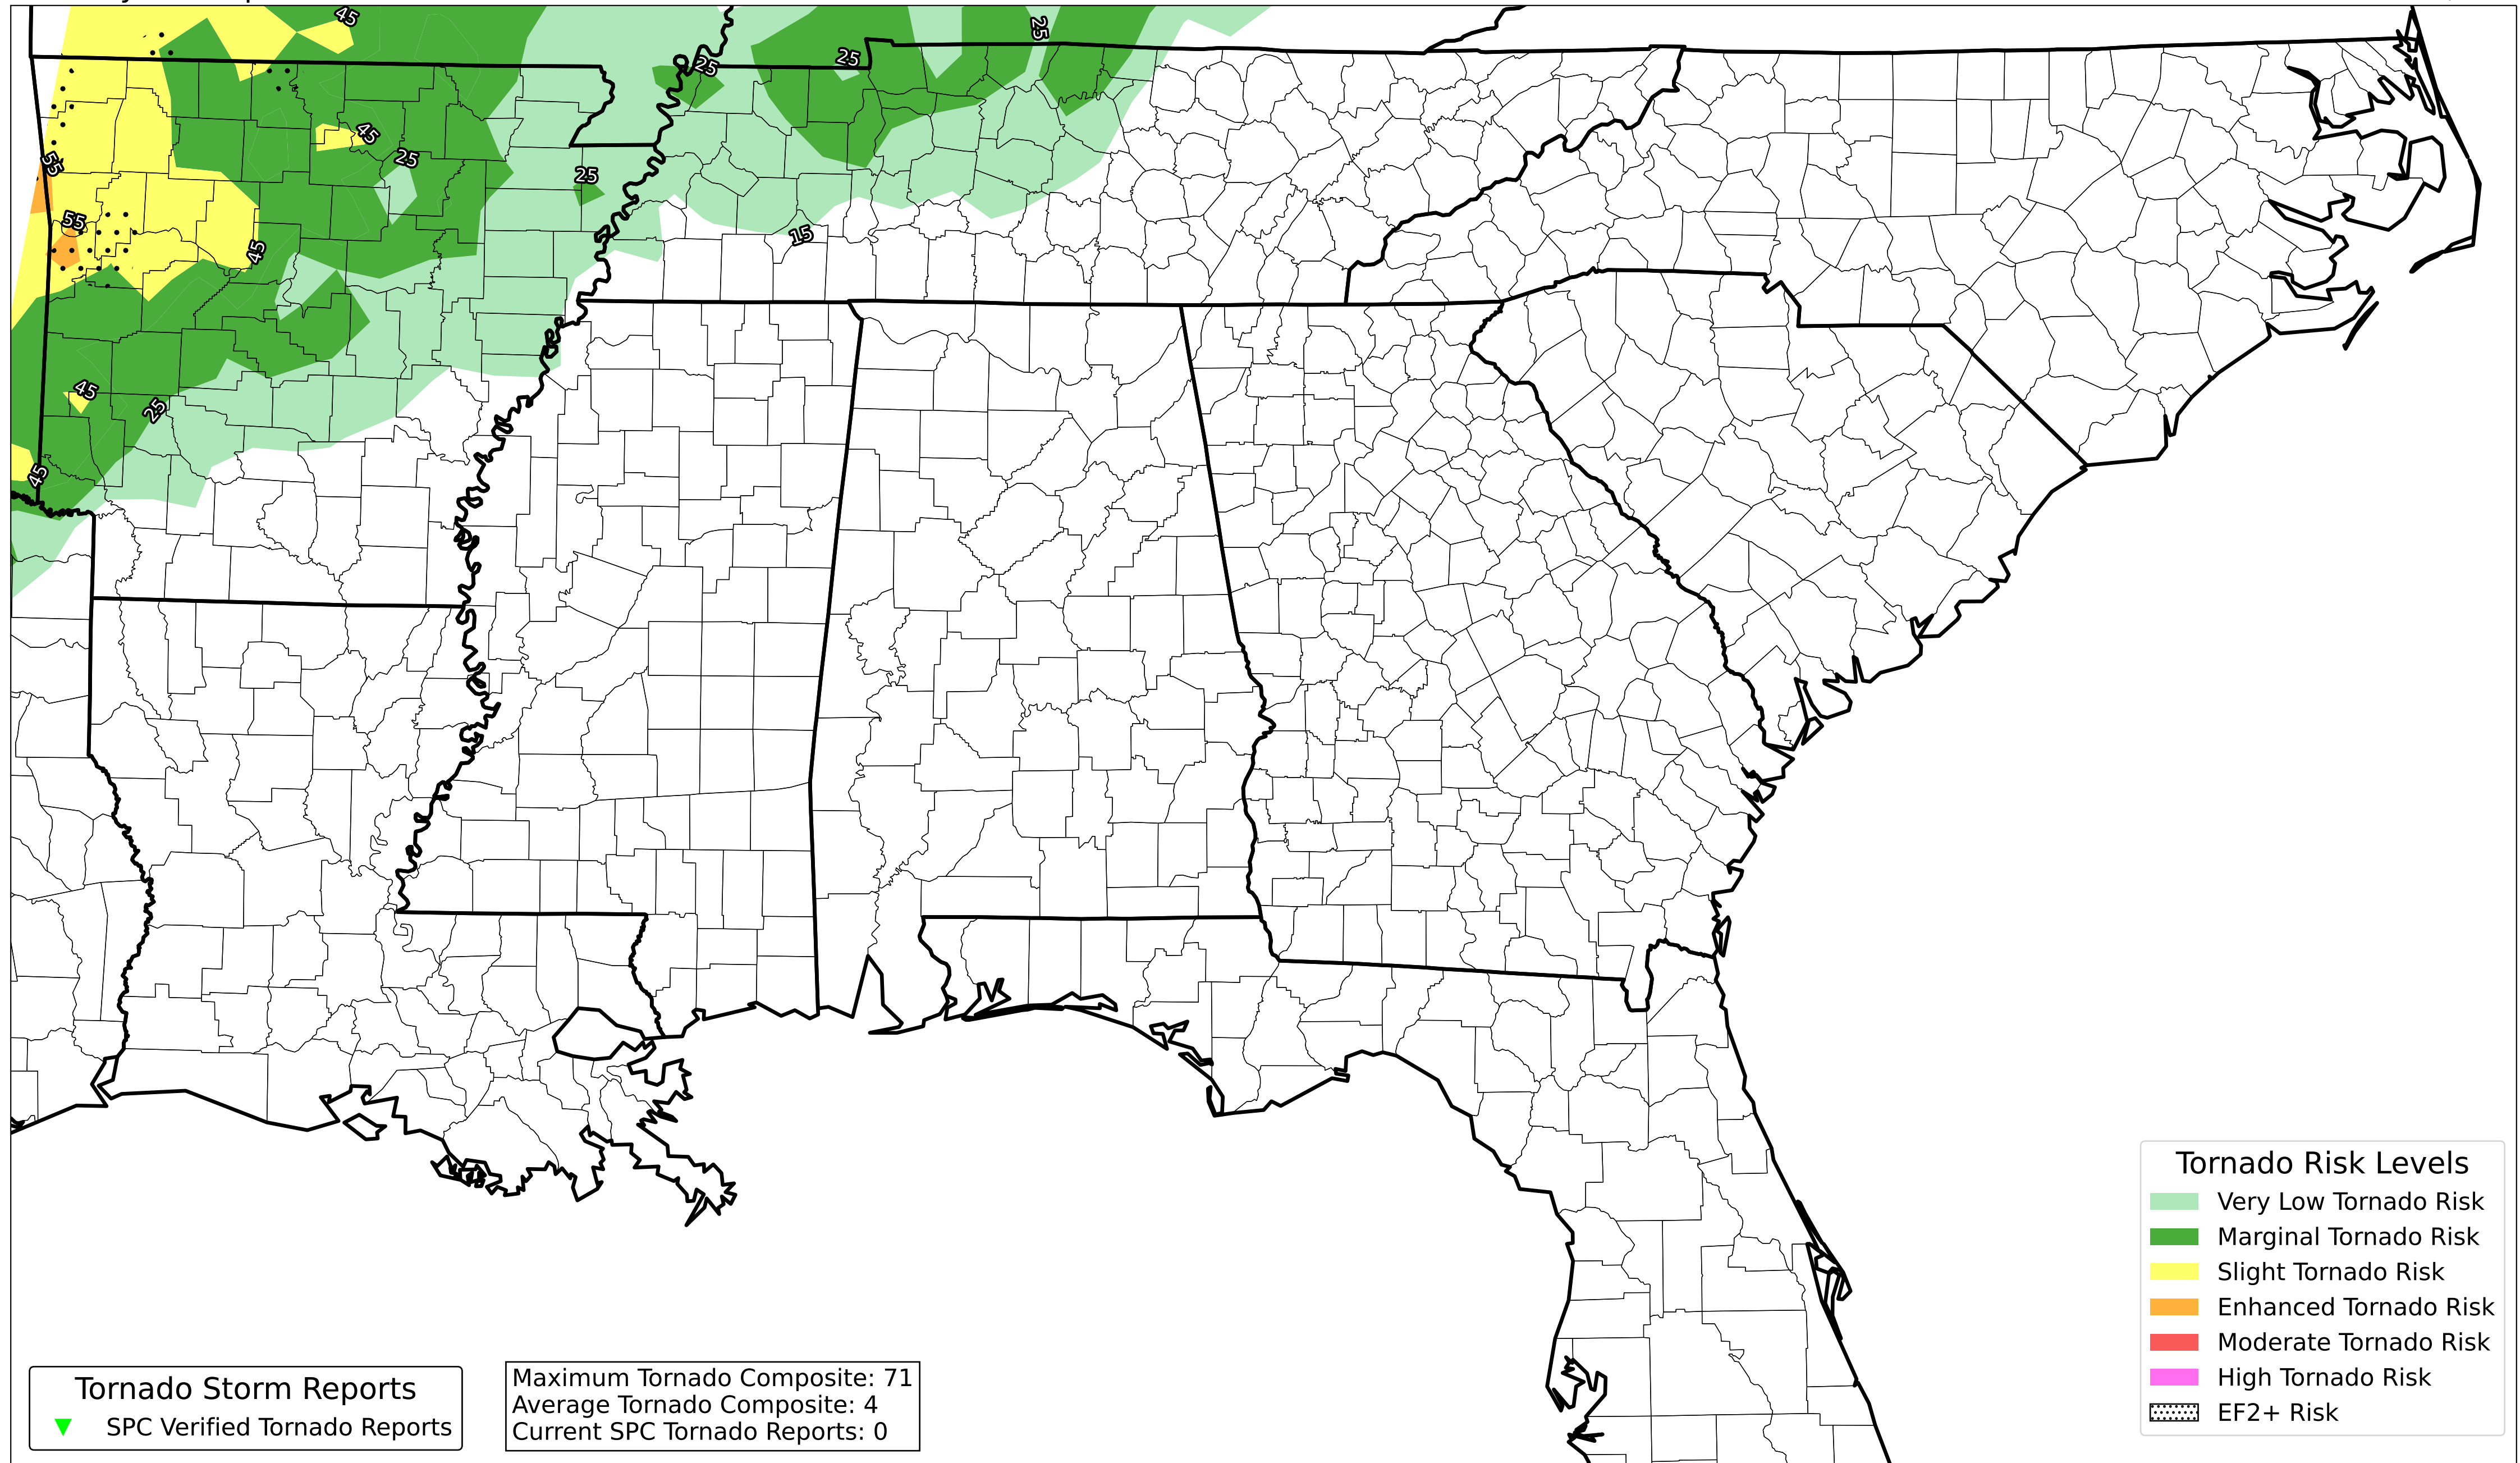 45
25
25
25
45
25
55
25
55
45
15
45
25
45
Tornado Risk Levels
Very Low Tornado Risk
Marginal Tornado Risk
Slight Tornado Risk
Enhanced Tornado Risk
Moderate Tornado Risk
High Tornado Risk
EF2+ Risk
Tornado Storm Reports
SPC Verified Tornado Reports
Maximum Tornado Composite: 71
Average Tornado Composite: 4
Current SPC Tornado Reports: 0